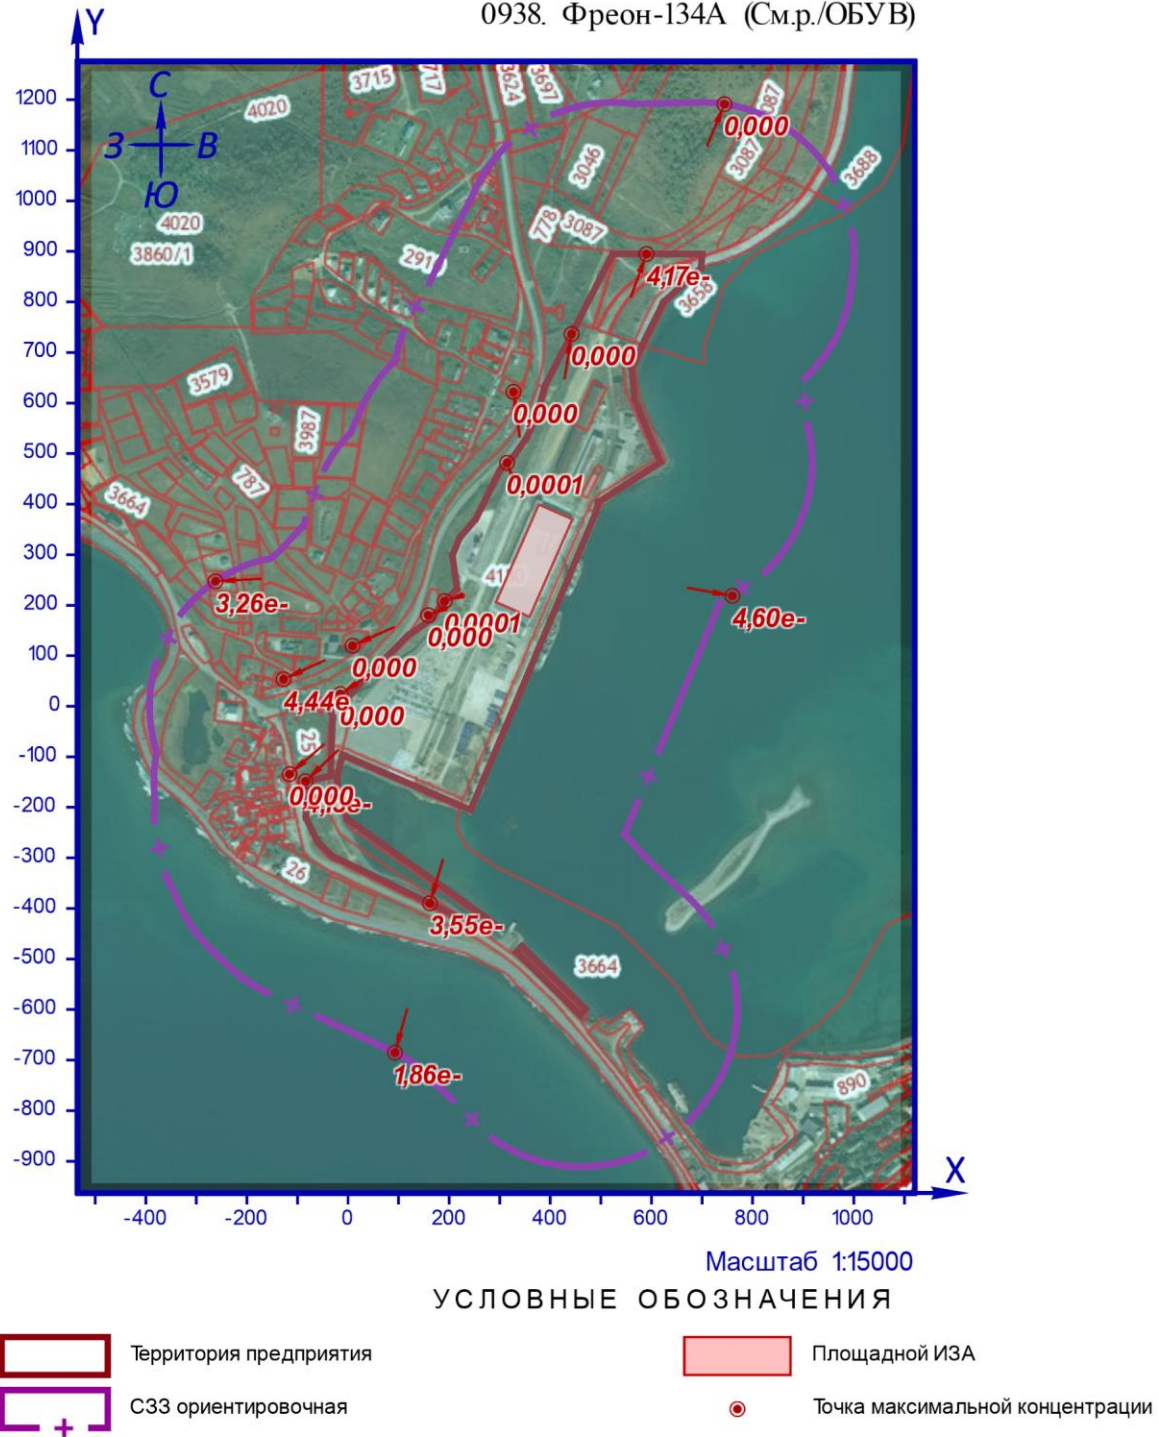 0938. Фреон-134А (См.р./ОБУВ)
Y
1200
1100
1000
900
800
700
600
500
400
300
200
100
0
-100
-200
-300
-400
-500
-600
-700
-800
-900
С
З В
Ю
3715
717
3624
3697
4020
3087
0,000
3046
3087
3688
4020
3860/1
778
3087
291
4,17e-
3658
0,000
3579
0,000
3987
0,0001
787
3664
3,26e-
0,0001
0,000
4,60e-
0,000
4,44e
0,000
25
0,000
26
3,55e-
3664
1,86e-
890
X
-400 -200 0 200 400 600 800 1000
Масштаб 1:15000
УСЛОВНЫЕ ОБОЗНАЧЕНИЯ
Территория предприятия
Площадной ИЗА
СЗЗ ориентировочная
Точка максимальной концентрации